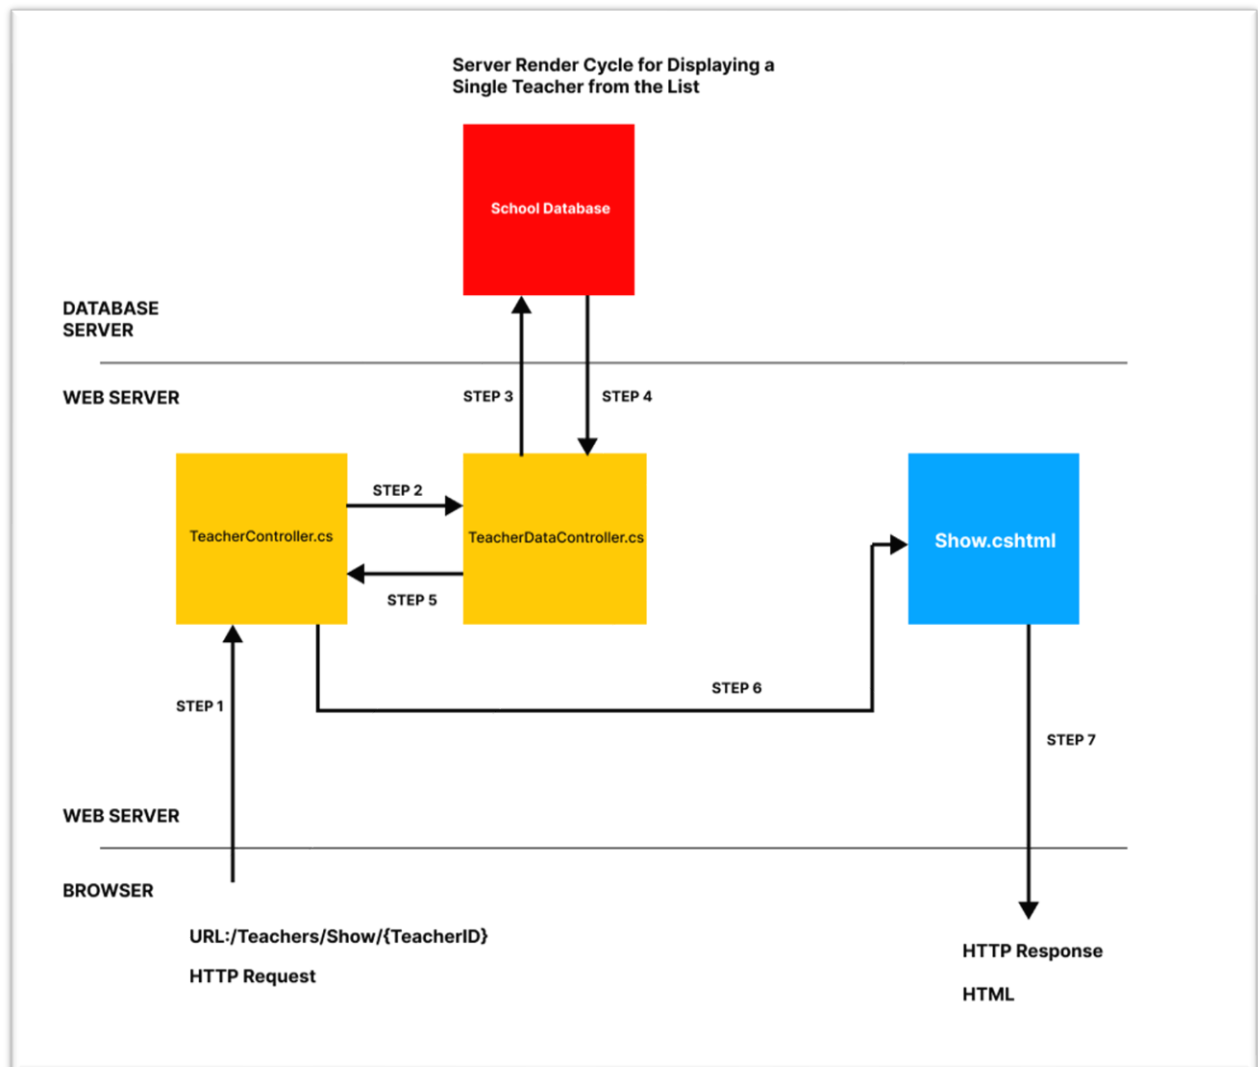 Server Render Cycle for Displaying a
Single Teacher from the List
School Database
DATABASE
SERVER
WEB SERVER
STEP 3
STEP 4
STEP 2
TeacherController.cs
TeacherDataController.cs
Show.cshtml
STEP 5
STEP 6
STEP 1
STEP 7
WEB SERVER
BROWSER
URL:/Teachers/Show/{TeacherID}
HTTP Request
HTTP Response
HTML